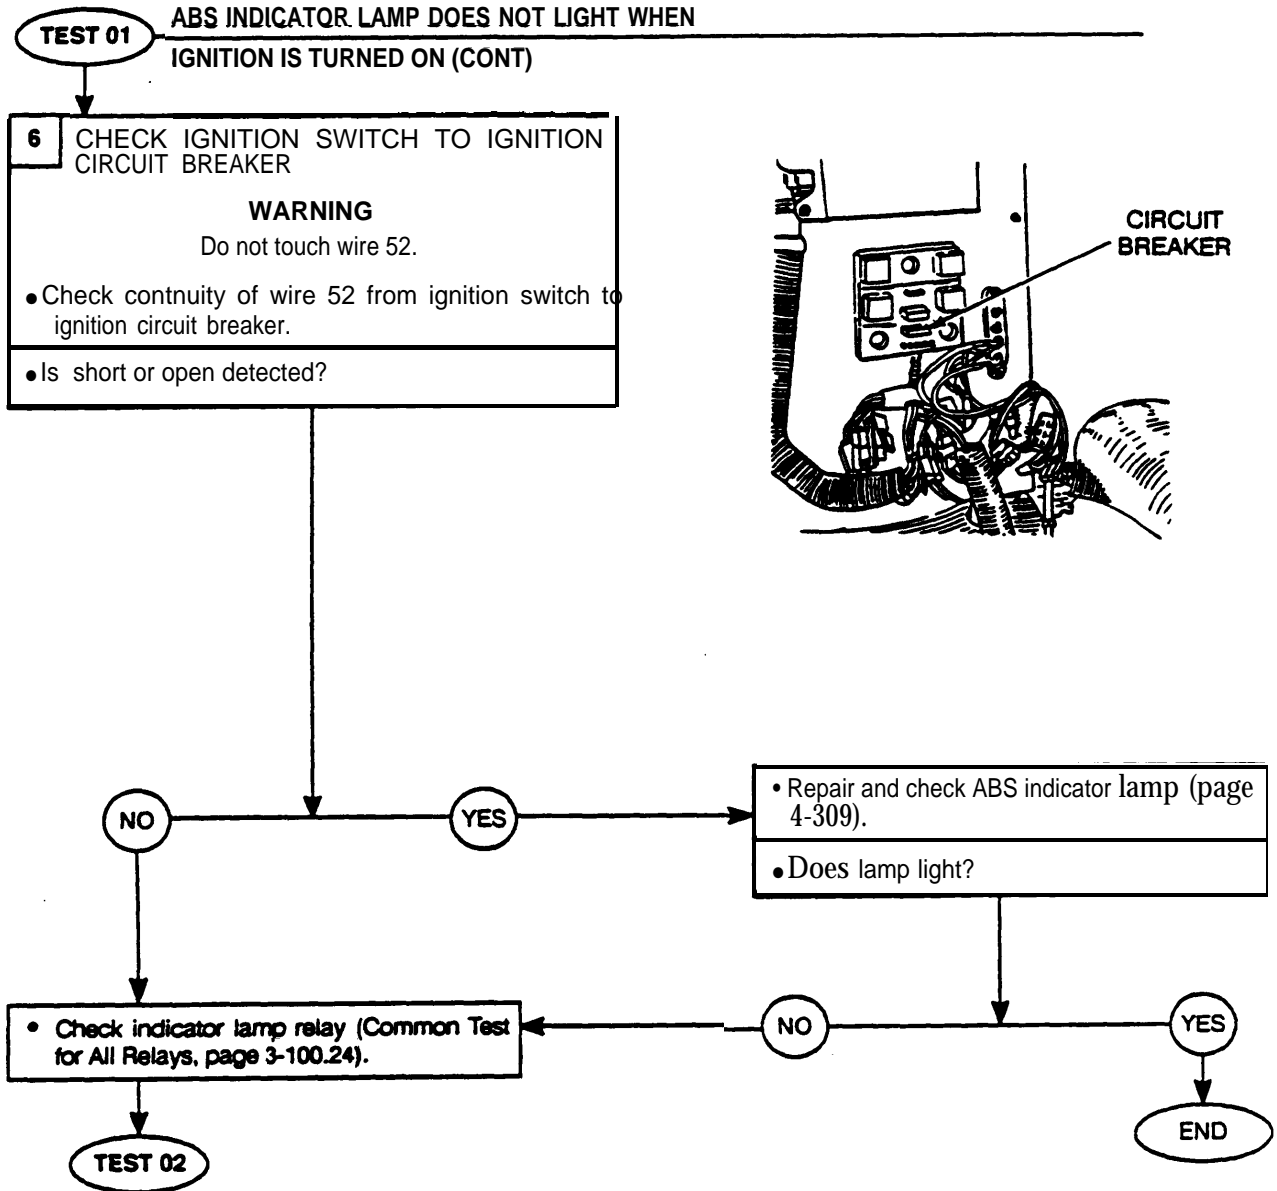 TEST 01
ABS INDICATOR LAMP DOES NOT LIGHT WHEN
IGNITION IS TURNED ON (CONT)
6
CHECK IGNITION SWITCH TO IGNITION
CIRCUIT BREAKER
WARNING
Do not touch wire 52.
• Check contnuity of wire 52 from ignition switch to
ignition circuit breaker.
• Is short or open detected?
CIRCUIT
BREAKER
NO
YES
• Repair and check ABS indicator lamp (page
4-309).
• Does lamp light?
• Check indicator lamp relay (Common Test
for All Relays, page 3-100.24).
NO
YES
TEST 02
END